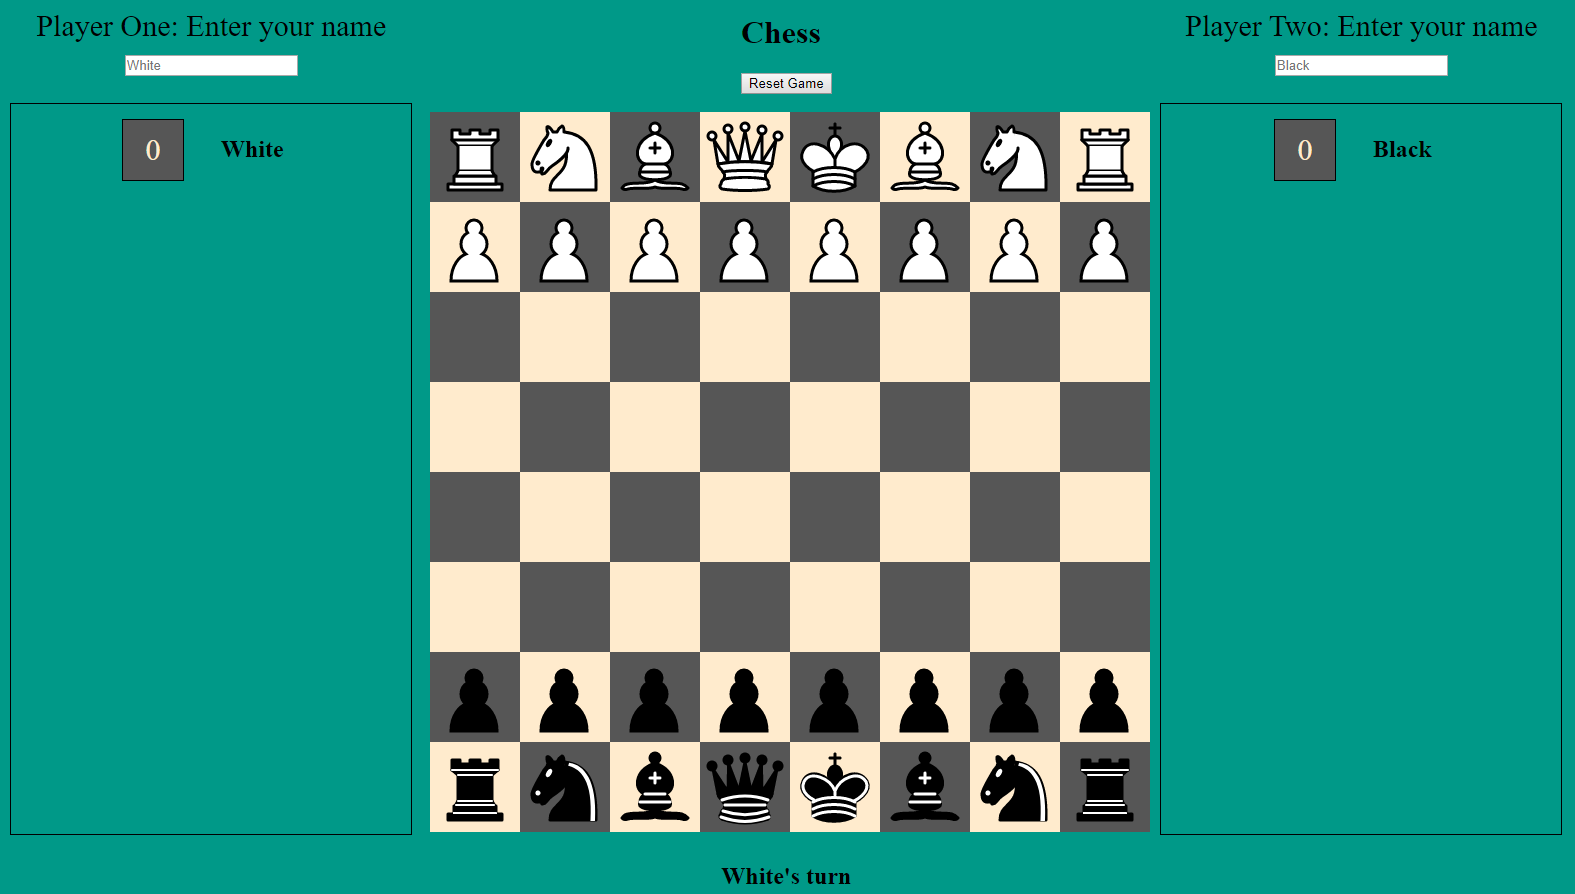 Player One: Enter your name
White
Chess
Reset Game
Player Two: Enter your name
Black
0 White
0 Black
White's turn